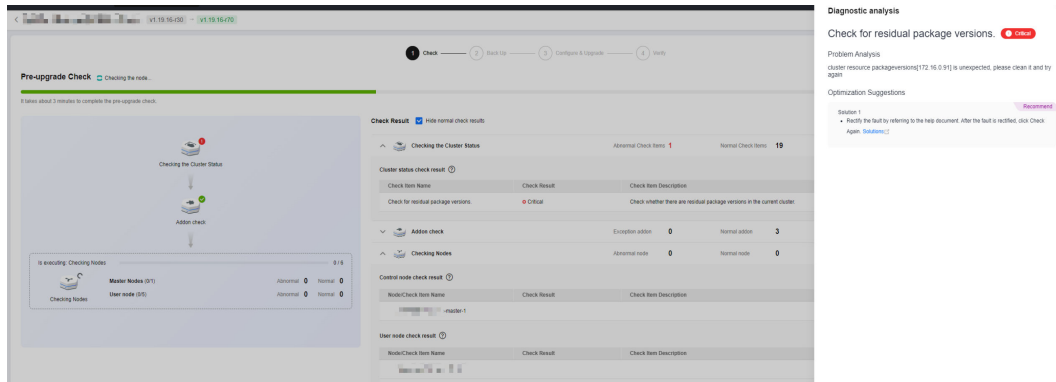 v1.19.16-r30 → v1.19.16-r70
1 Check
2 Back Up
3 Configure & Upgrade
4 Verify
Pre-upgrade Check Checking the node...
It takes about 3 minutes to complete the pre-upgrade check.
Checking the Cluster Status
Addon check
Is executing: Checking Nodes 0 / 6
Checking Nodes
Master Nodes (0/1) Abnormal 0 Normal 0
User node (0/5) Abnormal 0 Normal 0
Check Result Hide normal check results
Checking the Cluster Status Abnormal Check Items 1 Normal Check Items 19
Cluster status check result
Check Item Name Check Result Check Item Description
Check for residual package versions. Critical Check whether there are residual package versions in the current cluster.
Addon check Exception addon 0 Normal addon 3
Checking Nodes Abnormal node 0 Normal node 0
Control node check result
Node/Check Item Name Check Result Check Item Description
-master-1
User node check result
Node/Check Item Name Check Result Check Item Description
Diagnostic analysis
Check for residual package versions. Critical
Problem Analysis
cluster resource packageversions[172.16.0.91] is unexpected, please clean it and try
again
Optimization Suggestions
Recommend
Solution 1
• Rectify the fault by referring to the help document. After the fault is rectified, click Check
Again. Solutions